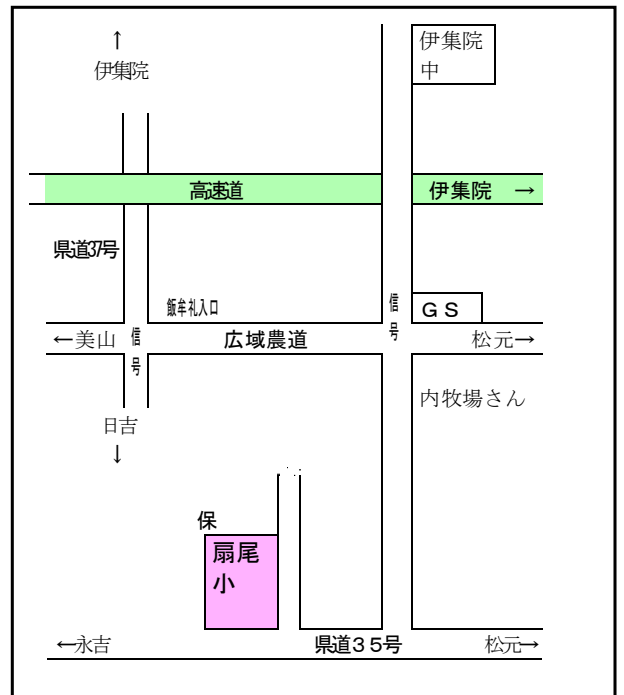 ↑
伊集院
伊集院
中
高速道
伊集院 →
県道37号
飯牟礼入口
信
号
GS
←美山
信
号
広域農道
松元→
内牧場さん
日吉
↓
保
扇尾
小
←永吉
県道35号
松元→